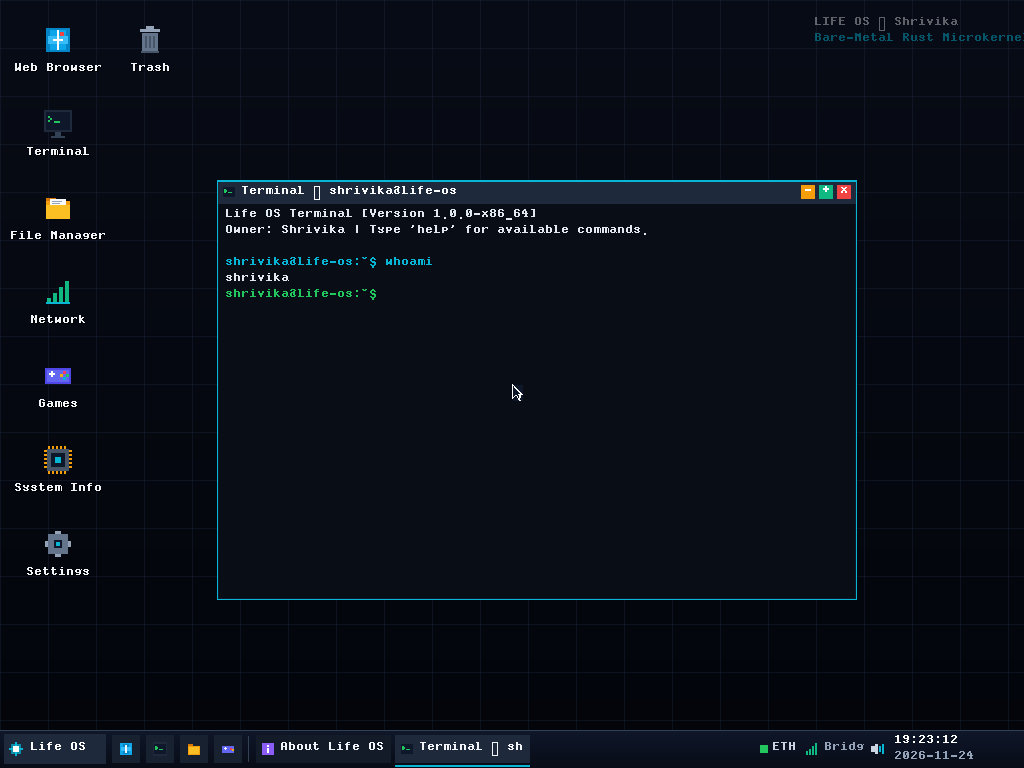 LIFE OS ▯ Shrivika
Bare-Metal Rust Microkerne
Web Browser
Trash
Terminal
File Manager
Network
Games
System Info
Settings
Terminal ▯ shrivika@life-os
Life OS Terminal [Version 1.0.0-x86_64]
Owner: Shrivika | Type 'help' for available commands.
shrivika@life-os:~$ whoami
shrivika
shrivika@life-os:~$
Life OS
About Life OS
Terminal ▯ sh
ETH
Bridg
19:23:12
2026-11-24